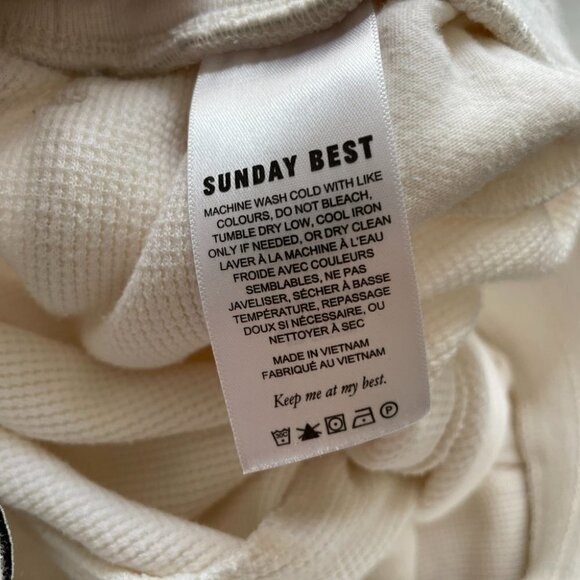 SUNDAY BEST
MACHINE WASH COLD WITH LIKE
COLOURS, DO NOT BLEACH,
TUMBLE DRY LOW, COOL IRON
ONLY IF NEEDED, OR DRY CLEAN
LAVER À LA MACHINE À L'EAU
FROIDE AVEC COULEURS
SEMBLABLES, NE PAS
JAVELISER, SÉCHER À BASSE
TEMPÉRATURE, REPASSAGE
DOUX SI NÉCESSAIRE, OU
NETTOYER À SEC
MADE IN VIETNAM
FABRIQUÉ AU VIETNAM
Keep me at my best.
P